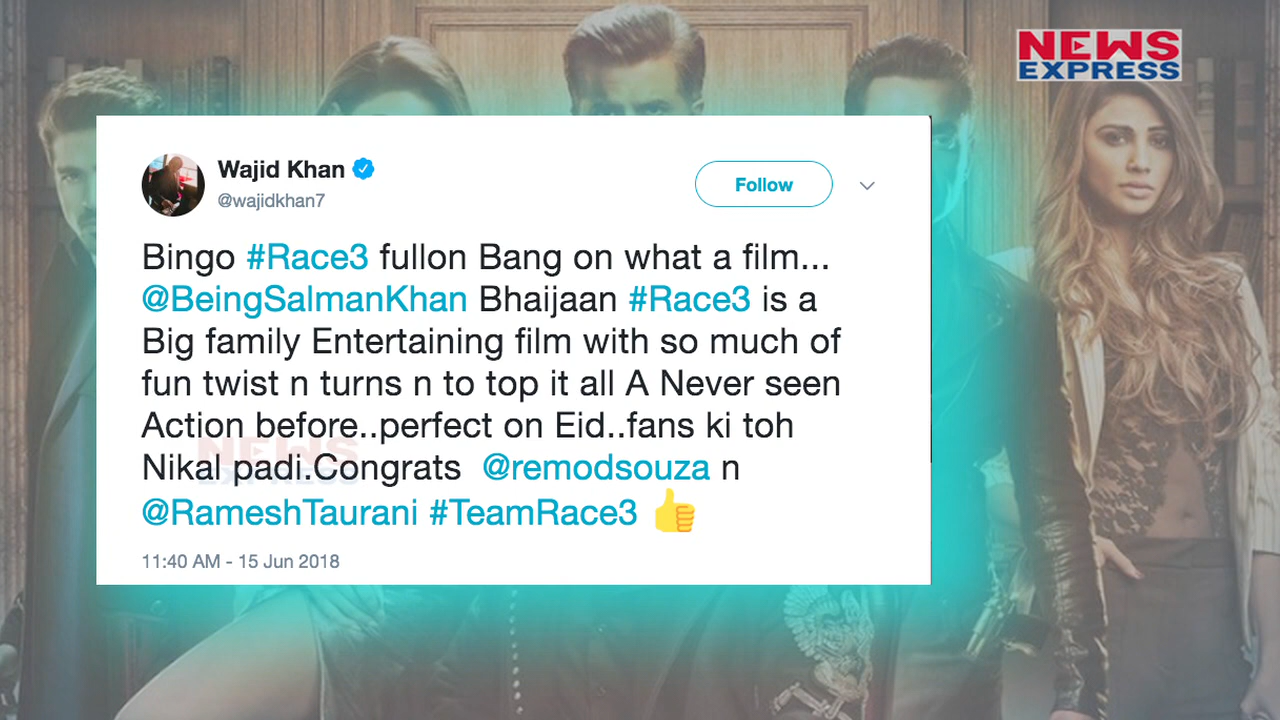 NEWS
EXPRESS
Wajid Khan
@wajidkhan7
Follow
Bingo #Race3 fullon Bang on what a film...
@BeingSalmanKhan Bhaijaan #Race3 is a
Big family Entertaining film with so much of
fun twist n turns n to top it all A Never seen
Action before..perfect on Eid..fans ki toh
Nikal padi.Congrats @remodsouza n
@RameshTaurani #TeamRace3 👍
11:40 AM - 15 Jun 2018
NEWS
EXPRESS